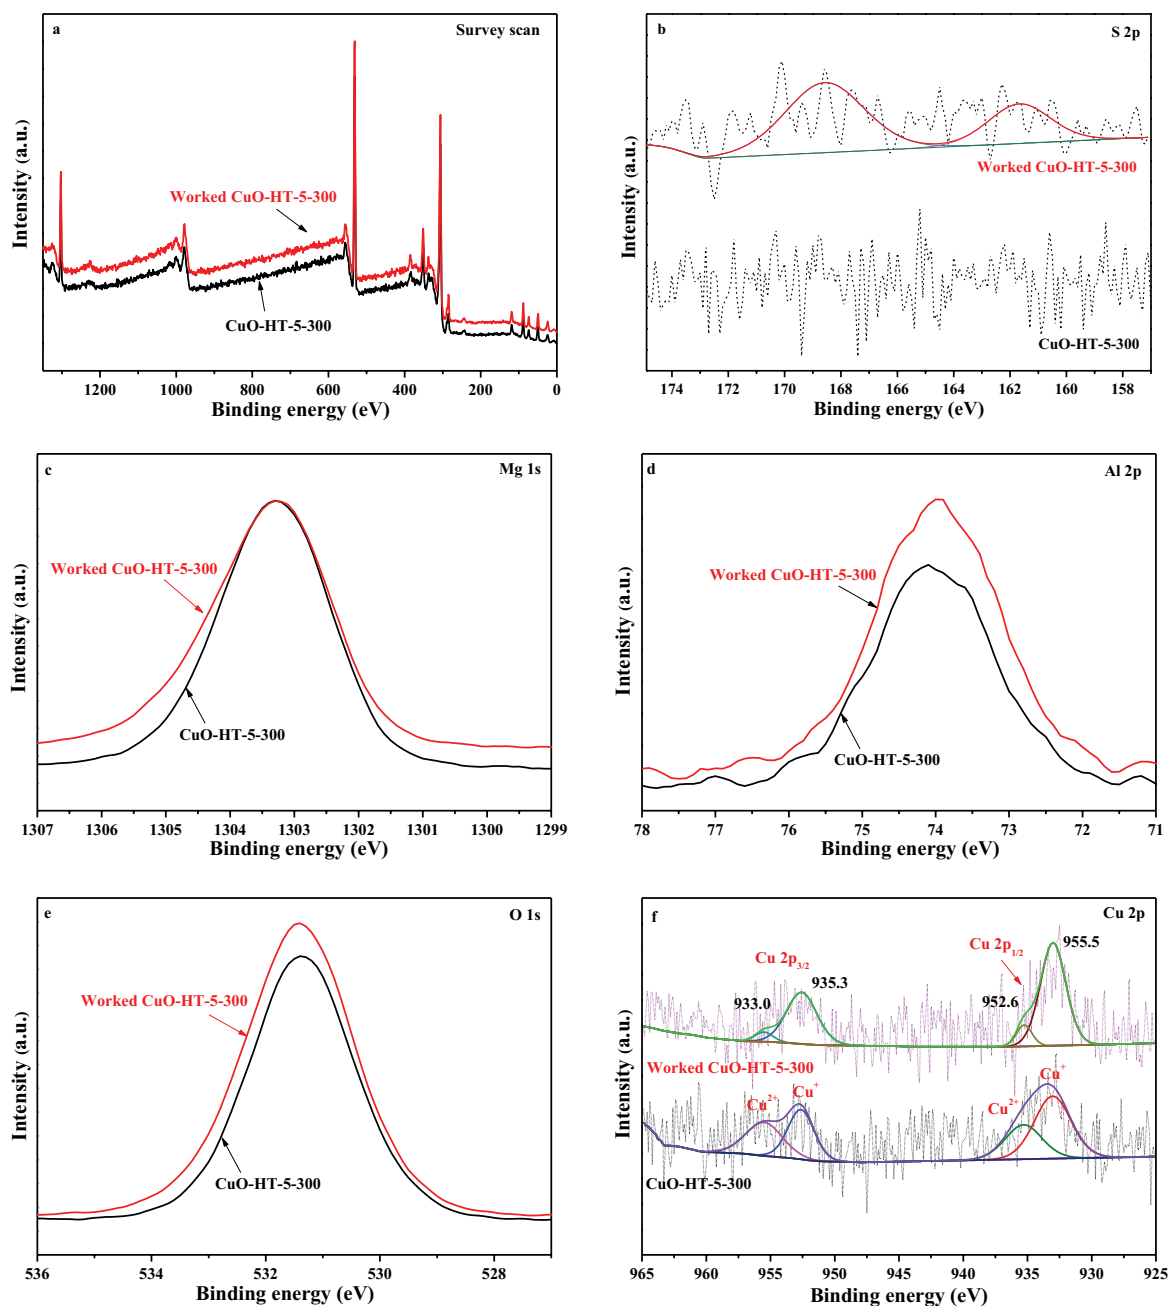 a
Survey scan
Worked CuO-HT-5-300
CuO-HT-5-300
Intensity (a.u.)
1200 1000 800 600 400 200 0
Binding energy (eV)
b
S 2p
Worked CuO-HT-5-300
CuO-HT-5-300
Intensity (a.u.)
174 172 170 168 166 164 162 160 158
Binding energy (eV)
c
Mg 1s
Worked CuO-HT-5-300
CuO-HT-5-300
Intensity (a.u.)
1307 1306 1305 1304 1303 1302 1301 1300 1299
Binding energy (eV)
d
Al 2p
Worked CuO-HT-5-300
CuO-HT-5-300
Intensity (a.u.)
78 77 76 75 74 73 72 71
Binding energy (eV)
e
O 1s
Worked CuO-HT-5-300
CuO-HT-5-300
Intensity (a.u.)
536 534 532 530 528
Binding energy (eV)
f
Cu 2p
955.5
Cu 2p1/2
Cu 2p3/2
935.3
933.0
952.6
Worked CuO-HT-5-300
Cu2+
Cu+
Cu2+
Cu+
CuO-HT-5-300
Intensity (a.u.)
965 960 955 950 945 940 935 930 925
Binding energy (eV)